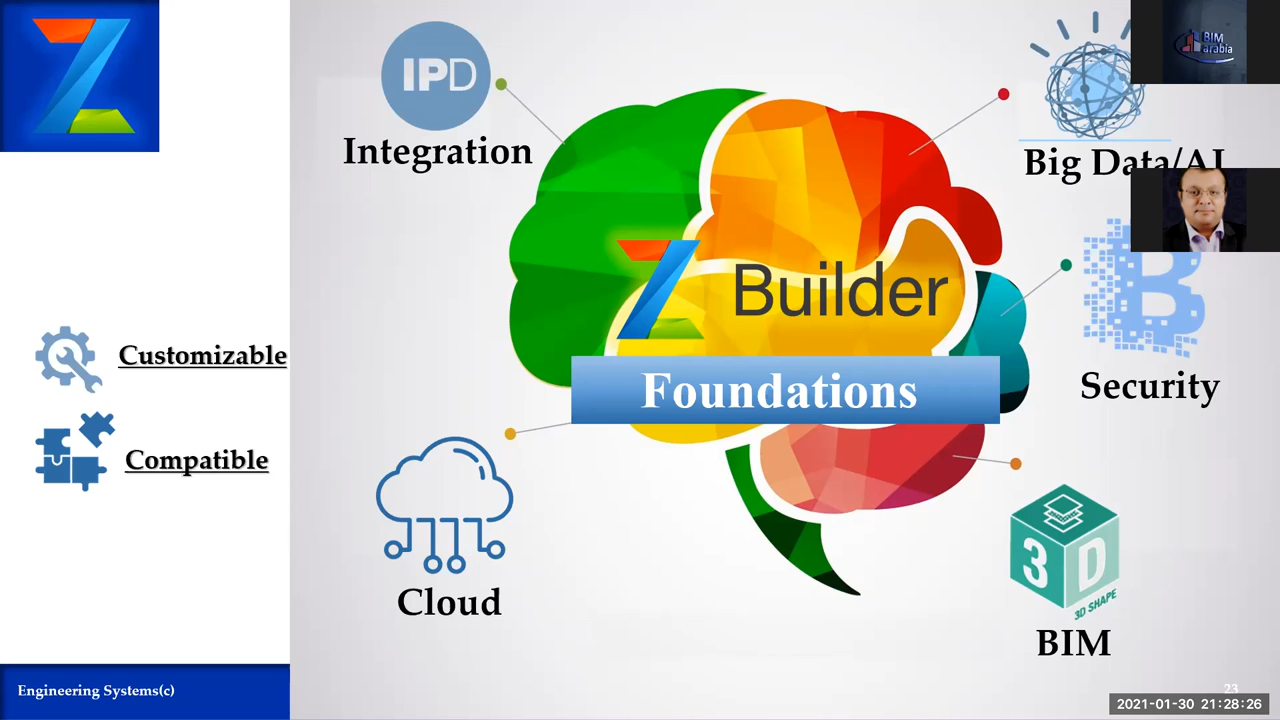 IPD
Integration
Big Data/AI
BIM
arabia
Builder
Foundations
Security
Customizable
Compatible
Cloud
3D
3D SHAPE
BIM
Engineering Systems(c)
23
2021-01-30 21:28:26